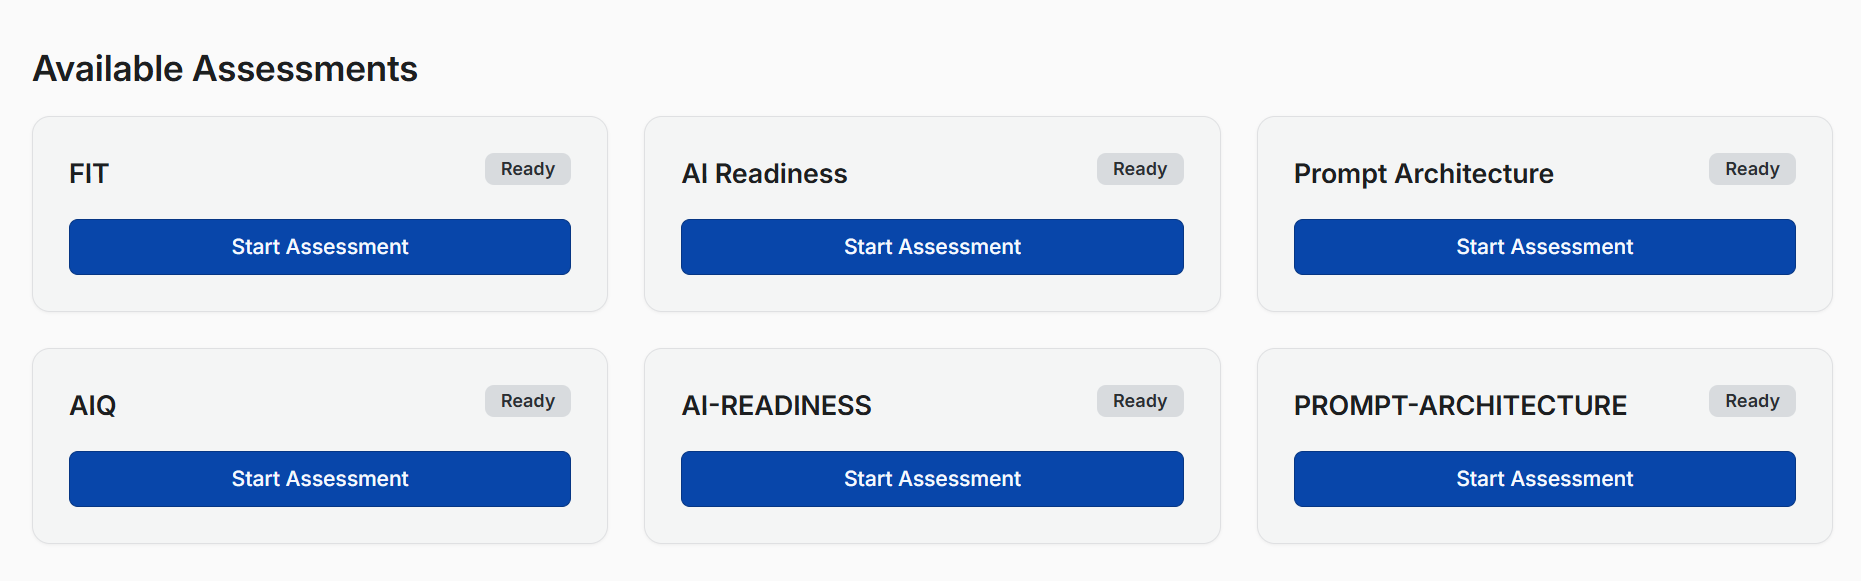 Available Assessments
FIT
Ready
Start Assessment
AI Readiness
Ready
Start Assessment
Prompt Architecture
Ready
Start Assessment
AIQ
Ready
Start Assessment
AI-READINESS
Ready
Start Assessment
PROMPT-ARCHITECTURE
Ready
Start Assessment